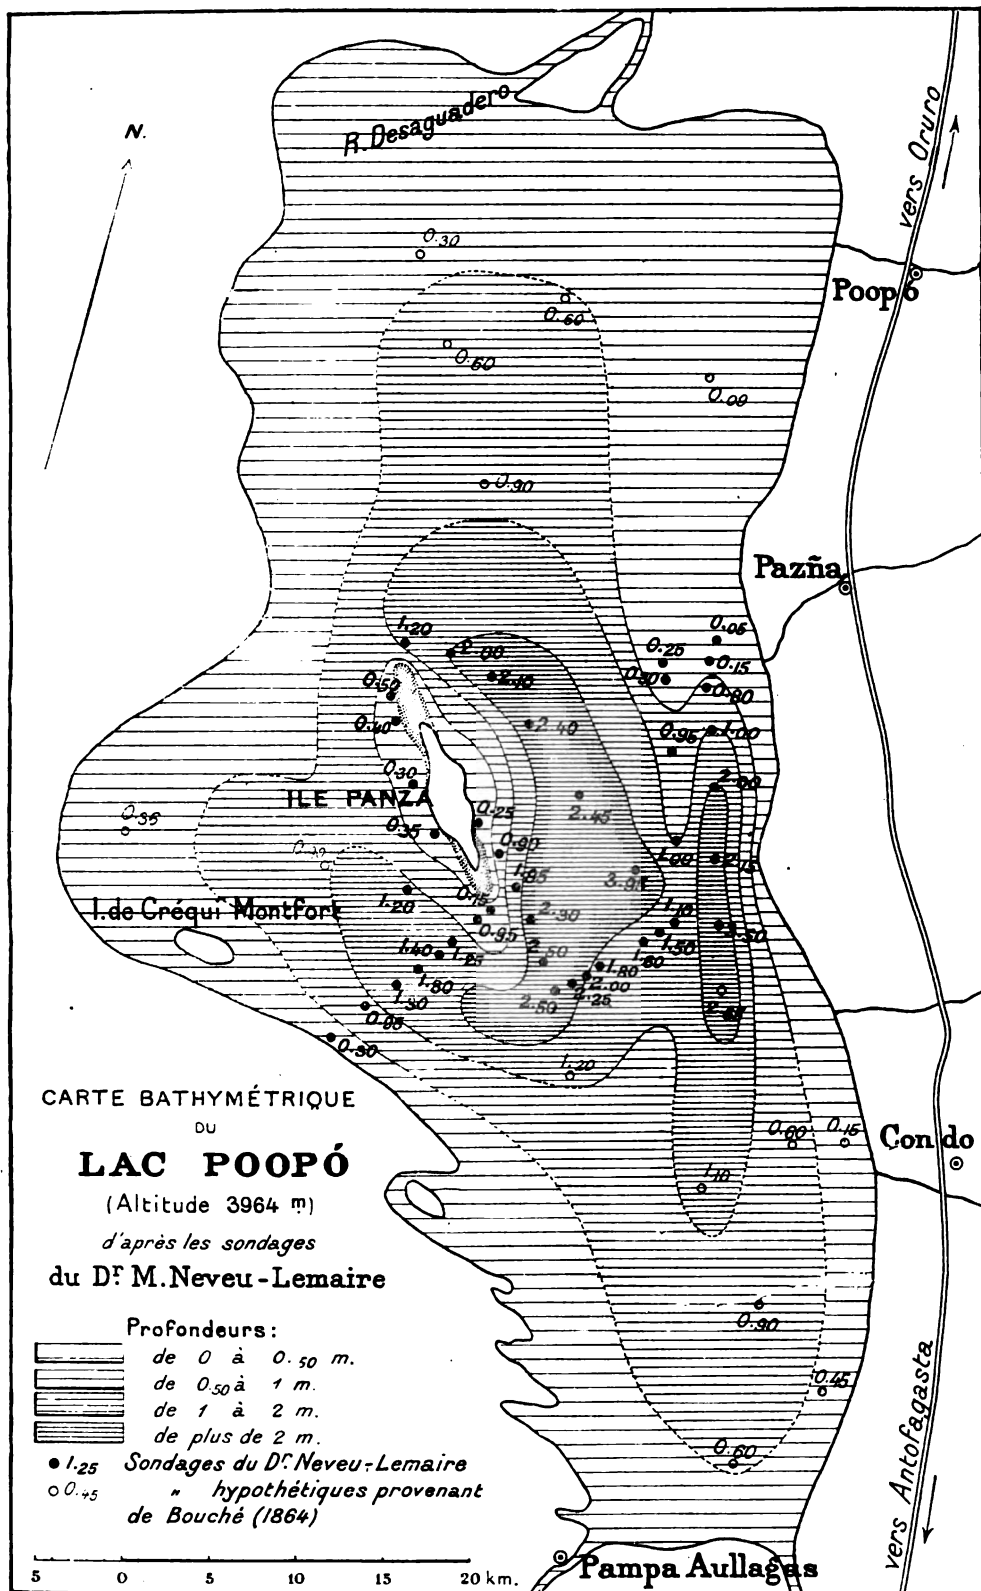 R. Desaguadero
N.
vers Oruro
0.30
Poopó
0.60
0.60
0.09
0.90
Pazña
0.05
1.20
2.00
0.25
0.15
2.10
0.30
0.80
0.50
0.40
2.40
0.95
1.00
0.30
2.00
ILE PANZA
2.45
0.35
0.25
0.35
0.90
1.00
2.15
1.95
3.95
1.20
0.15
I. de Créqui Montfort
0.95
2.30
1.10
3.50
1.50
1.40
1.25
2.50
1.60
1.80
1.80
2.00
1.30
2.50
2.25
0.95
0.30
1.20
CARTE BATHYMÉTRIQUE
DU
LAC POOPÓ
(Altitude 3964 m)
d'après les sondages
du Dr M. Neveu-Lemaire
0.60
0.15
Condo
1.10
0.90
0.45
0.60
Profondeurs:
de 0 à 0.50 m.
de 0.50 à 1 m.
de 1 à 2 m.
de plus de 2 m.
1.25 Sondages du Dr Neveu-Lemaire
0.45 " hypothétiques provenant
de Bouché (1864)
vers Antofagasta
5 0 5 10 15 20 km.
Pampa Aullagas